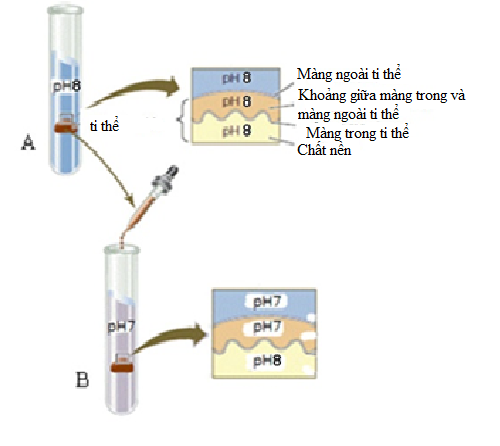 pH8
pH 8
pH 8
pH 8
Màng ngoài ti thể
Khoảng giữa màng trong và
màng ngoài ti thể
Màng trong ti thể
Chất nền
ti thể
A
pH7
pH7
pH7
pH8
B